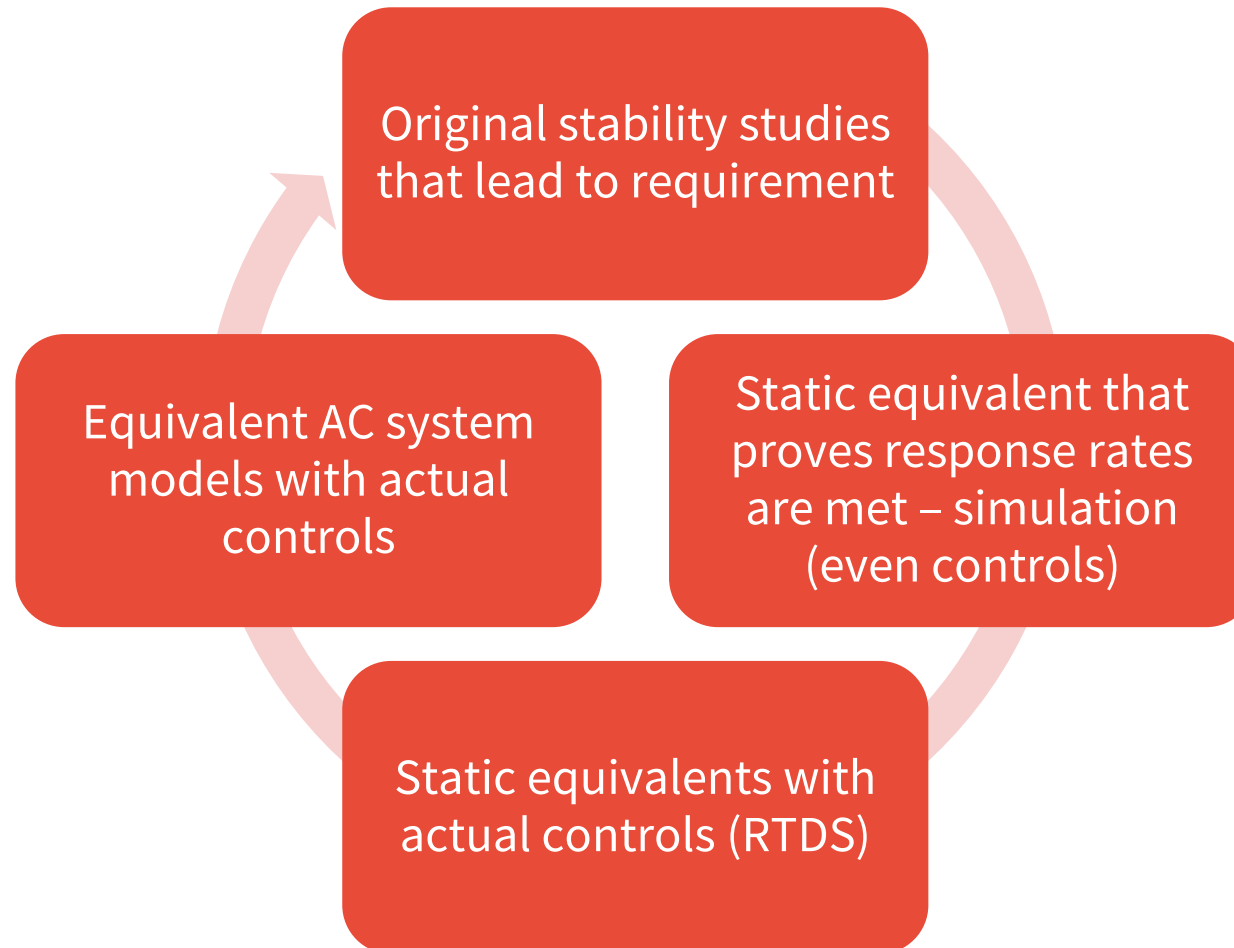 Original stability studies
that lead to requirement
Static equivalent that
proves response rates
are met – simulation
(even controls)
Static equivalents with
actual controls (RTDS)
Equivalent AC system
models with actual
controls